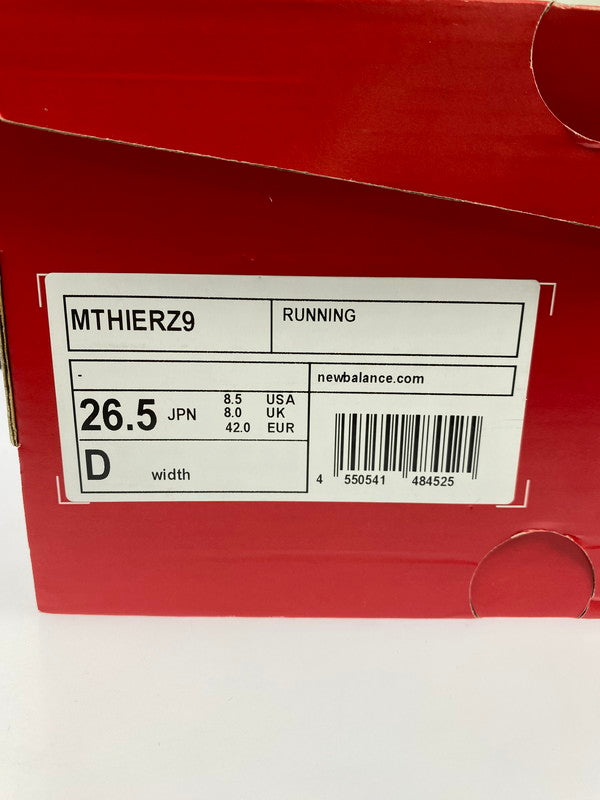 MTHIERZ9
RUNNING
-
newbalance.com
26.5 JPN
8.5 USA
8.0 UK
42.0 EUR
D width
4 550541 484525